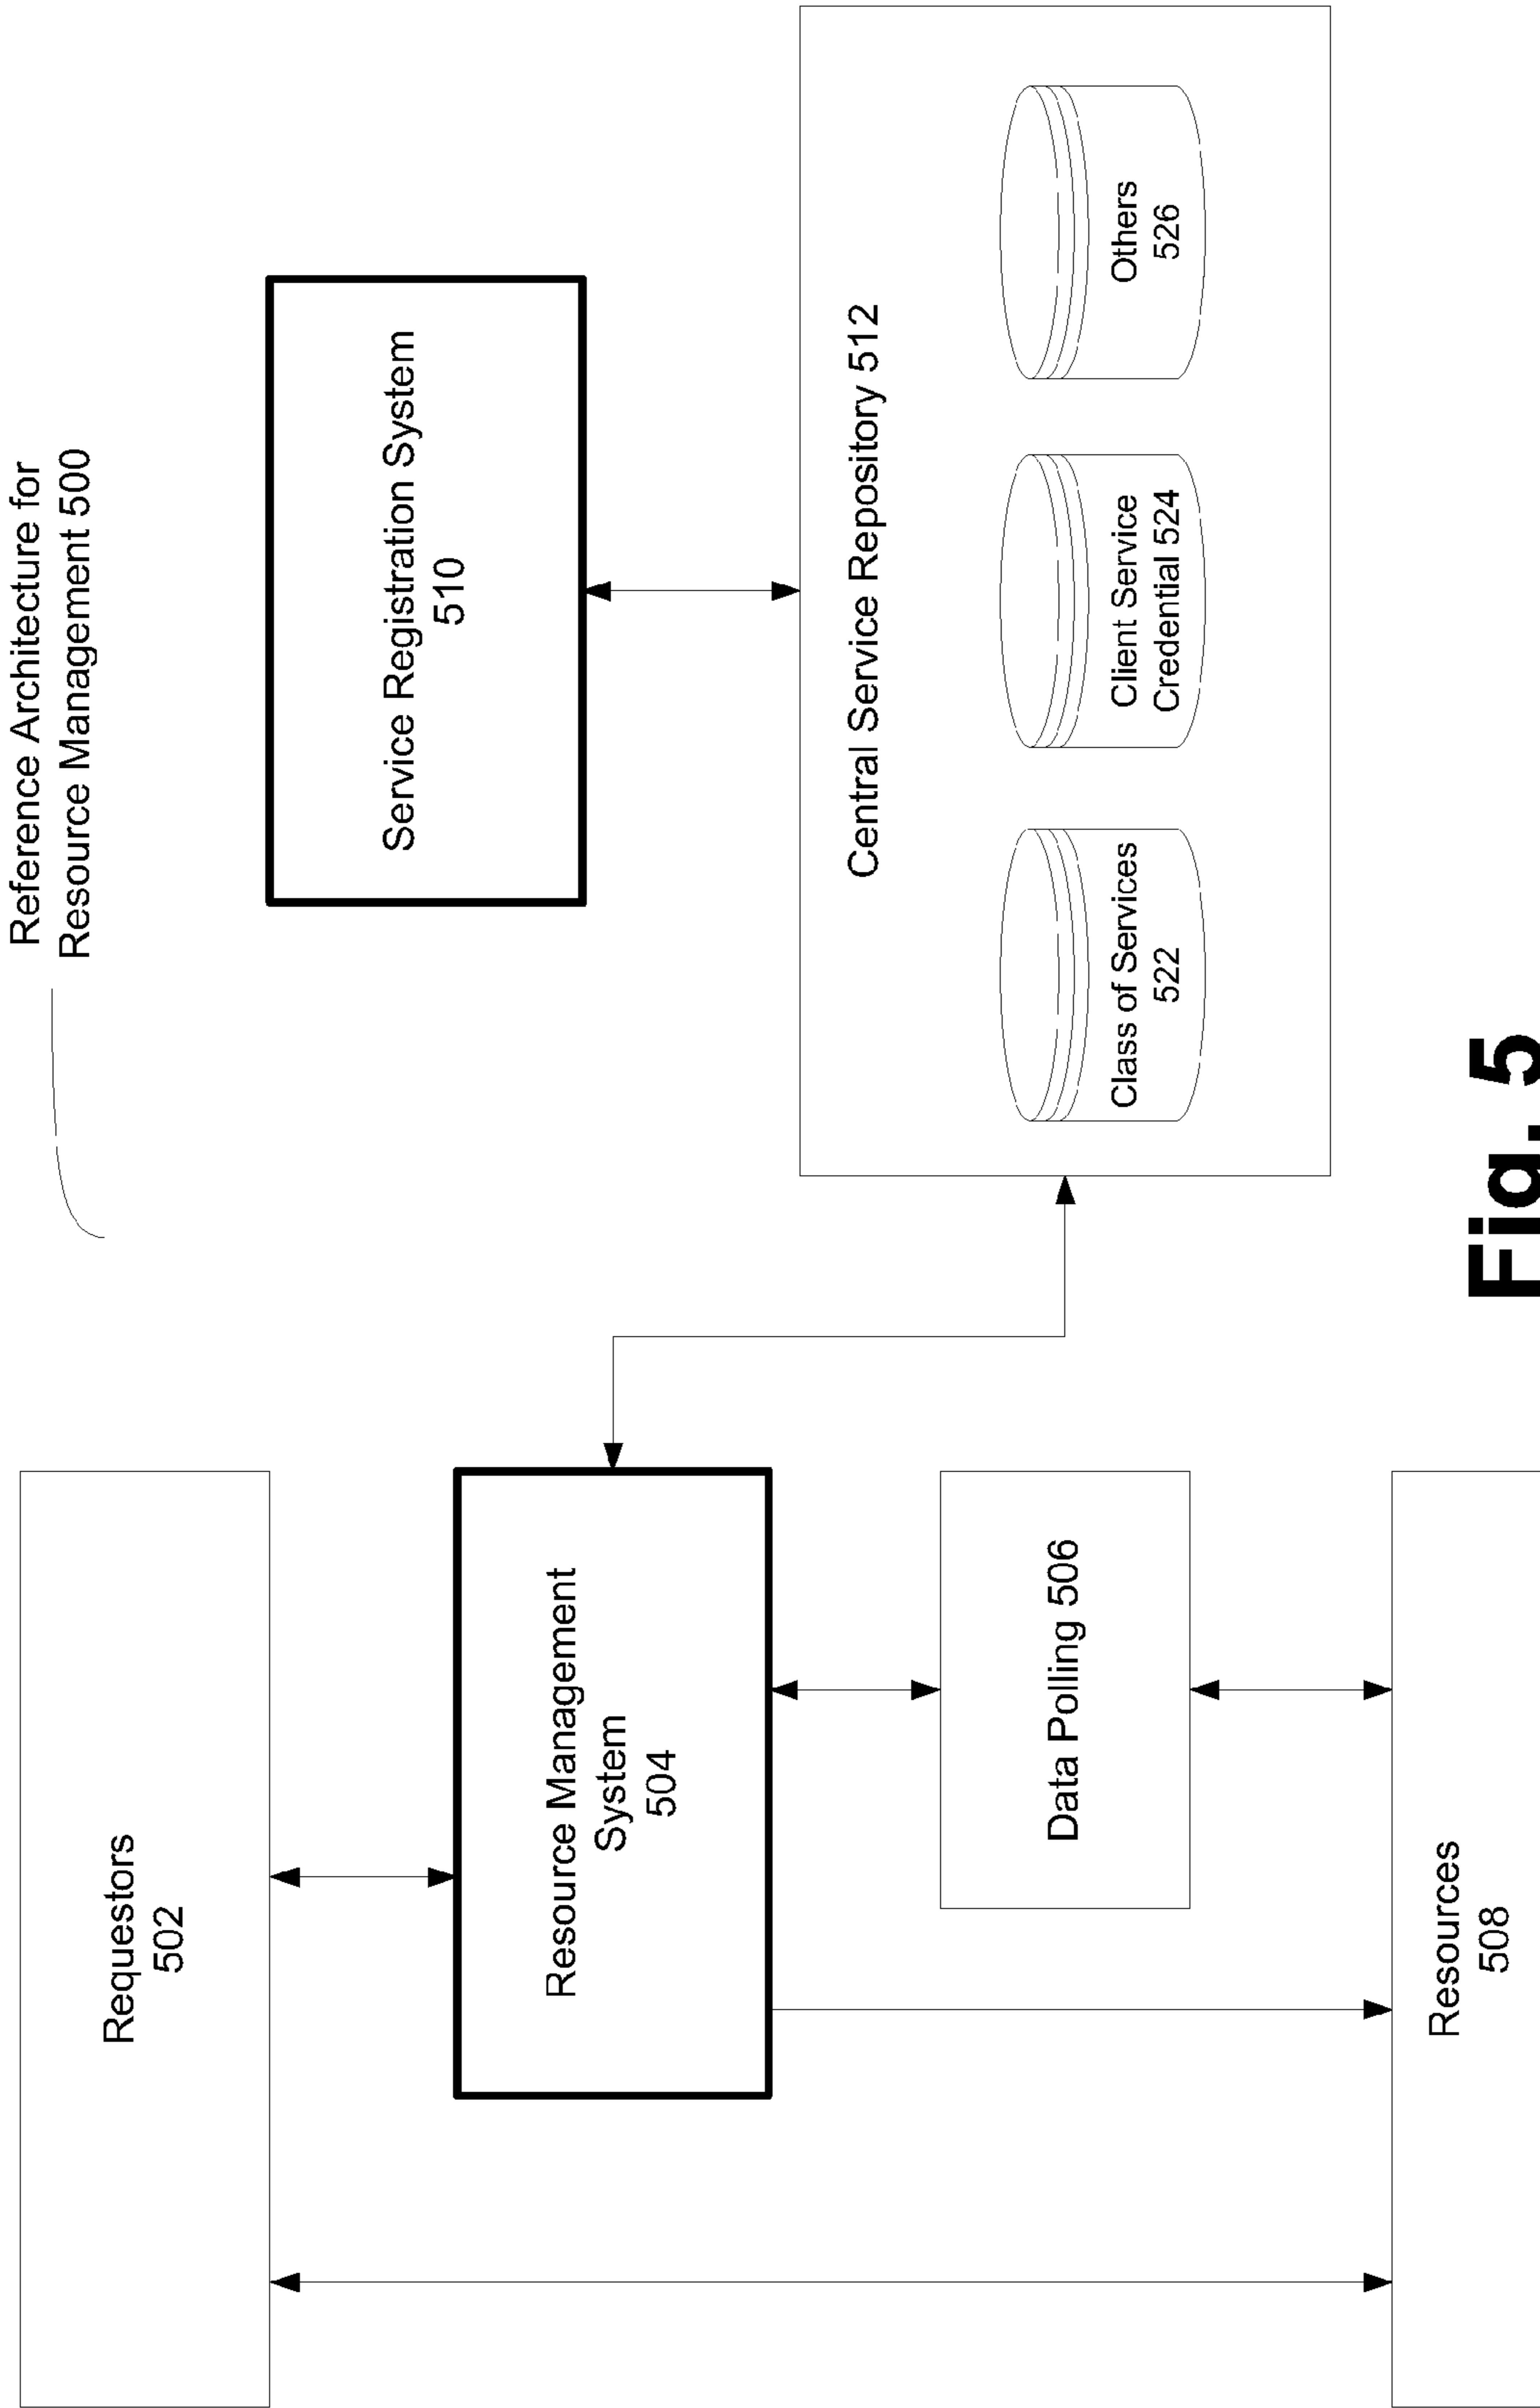 Reference Architecture for
Resource Management 500
Requestors
502
Resource Management
System
504
Data Polling 506
Resources
508
Service Registration System
510
Central Service Repository 512
Class of Services
522
Client Service
Credential 524
Others
526
Fig. 5